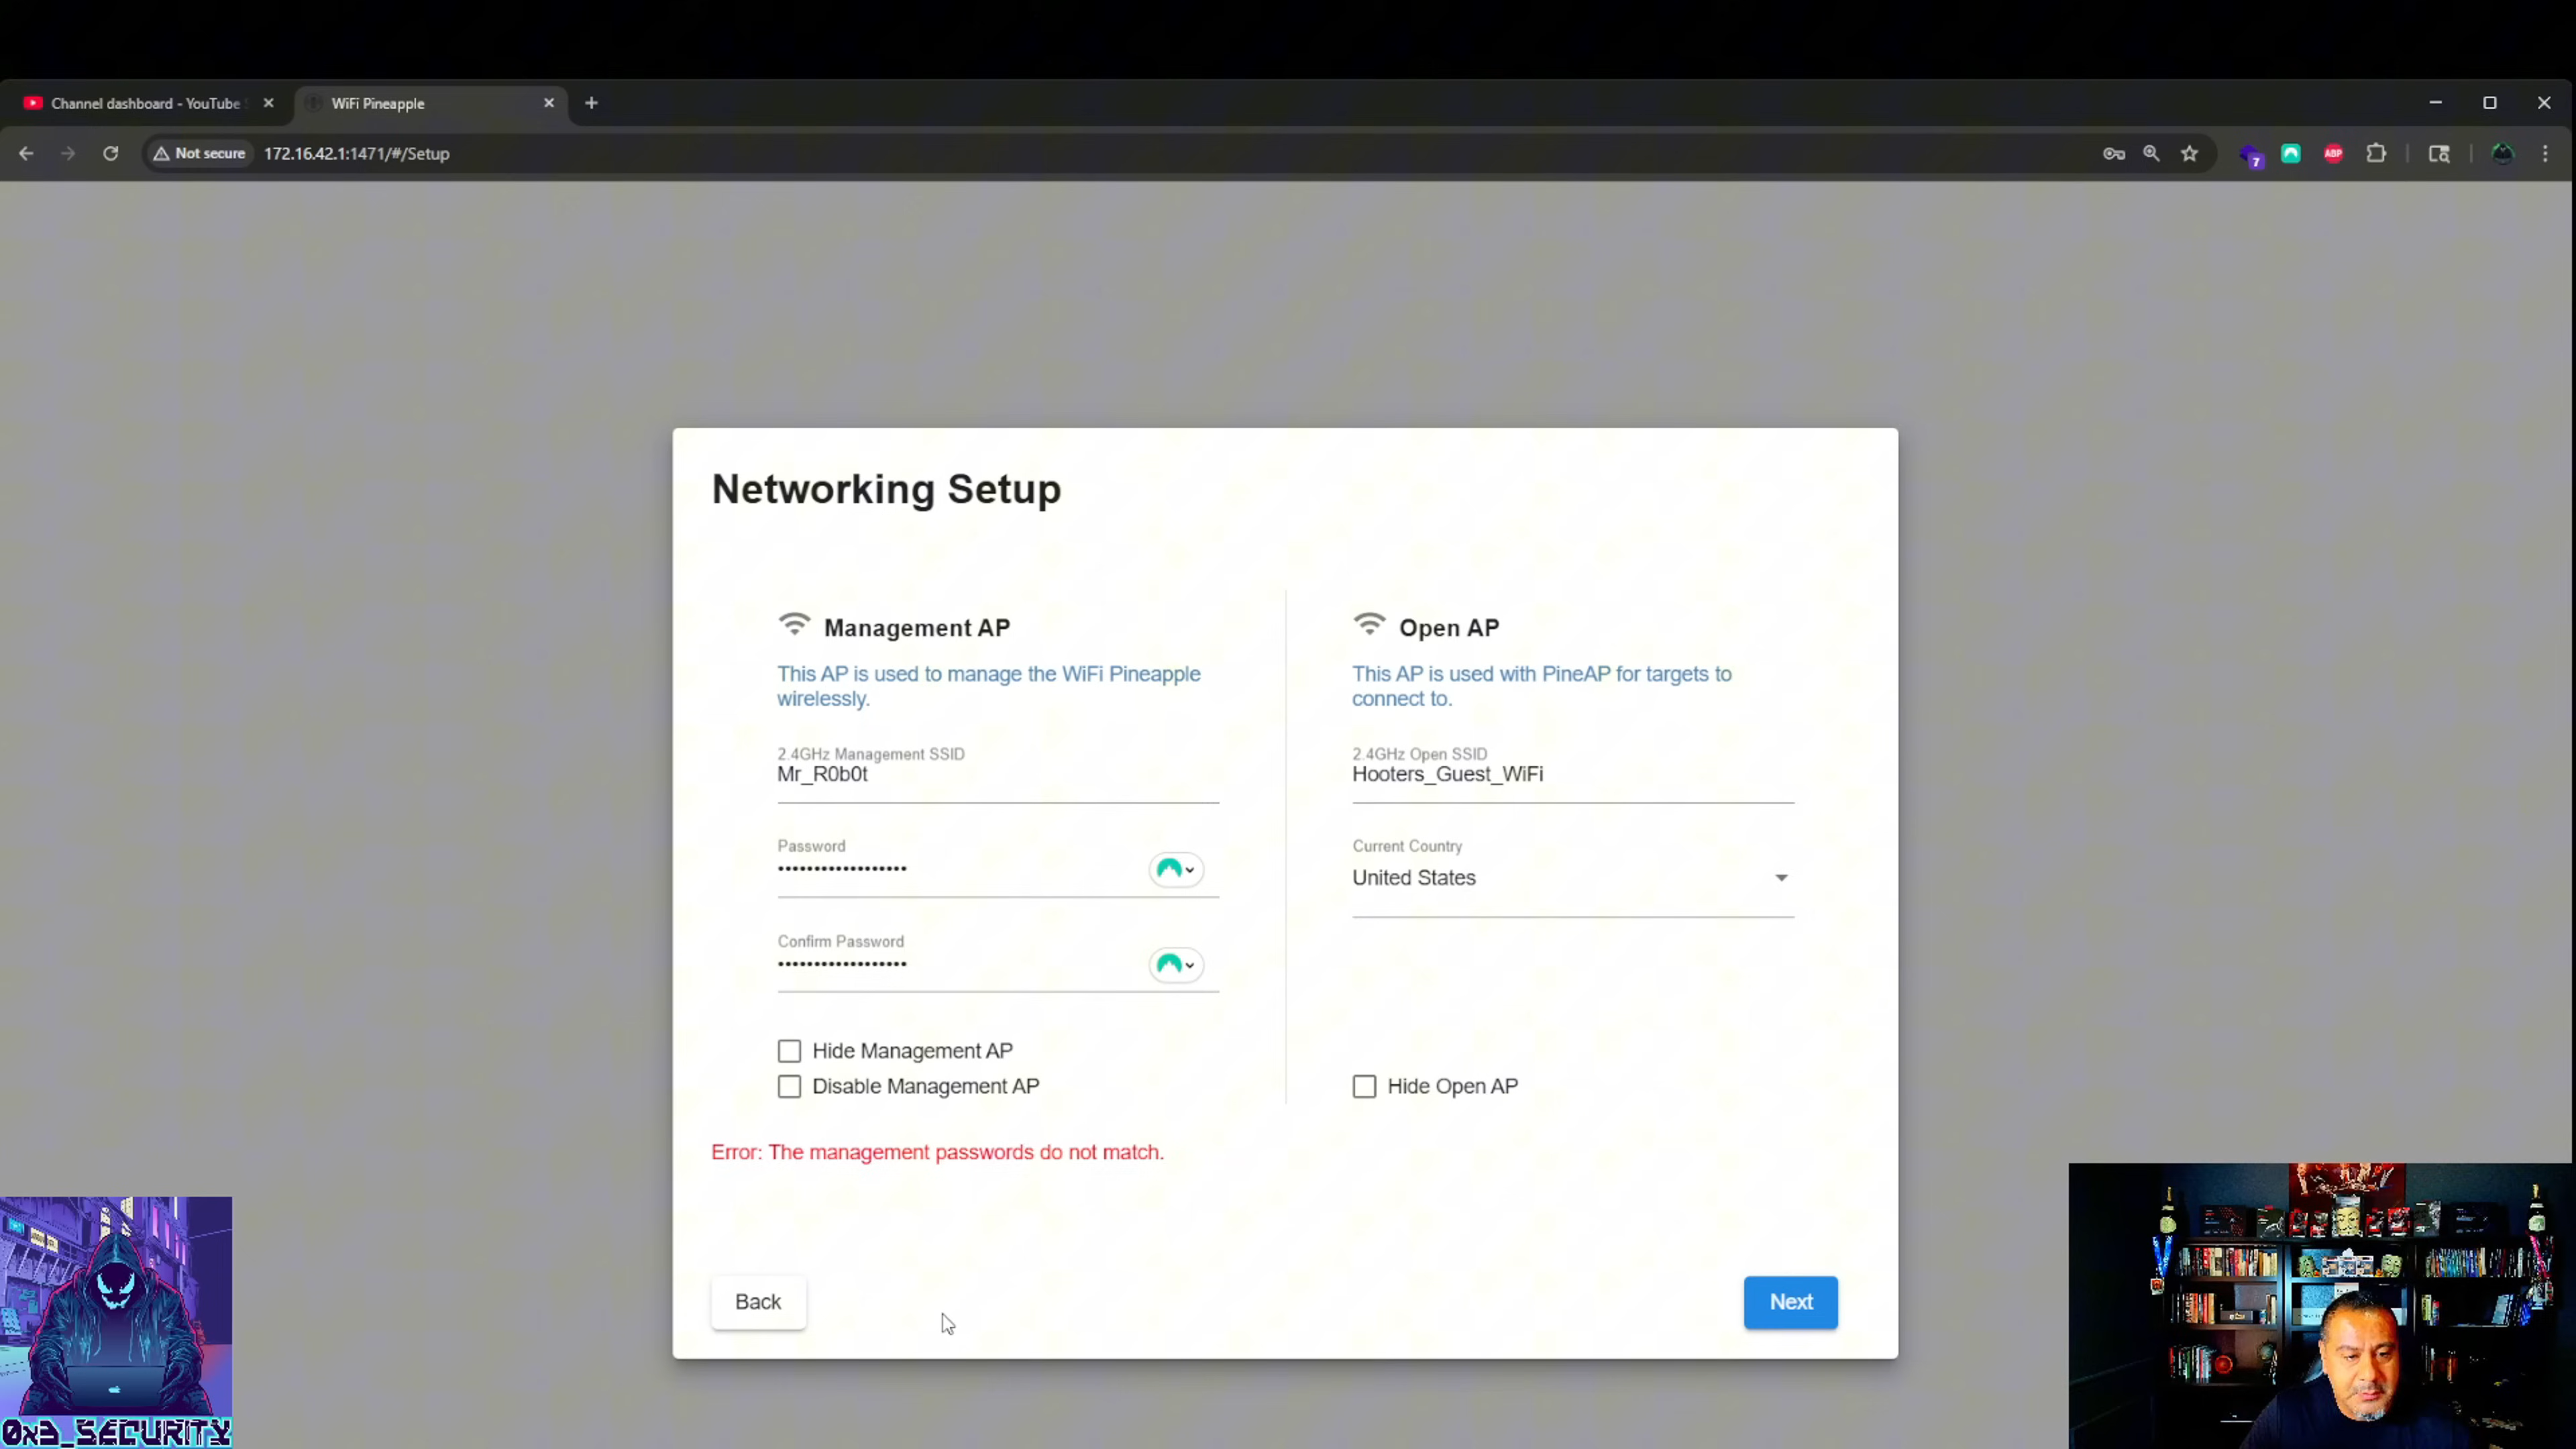 Channel dashboard - YouTube S
WiFi Pineapple
Not secure
172.16.42.1:1471/#/Setup
7
ABP
Networking Setup
Management AP
This AP is used to manage the WiFi Pineapple
wirelessly.
2.4GHz Management SSID
Mr_R0b0t
Password
••••••••••••••••••
Confirm Password
••••••••••••••••••
Hide Management AP
Disable Management AP
Open AP
This AP is used with PineAP for targets to
connect to.
2.4GHz Open SSID
Hooters_Guest_WiFi
Current Country
United States
Hide Open AP
Error: The management passwords do not match.
Back
Next
0x3_SECURITY